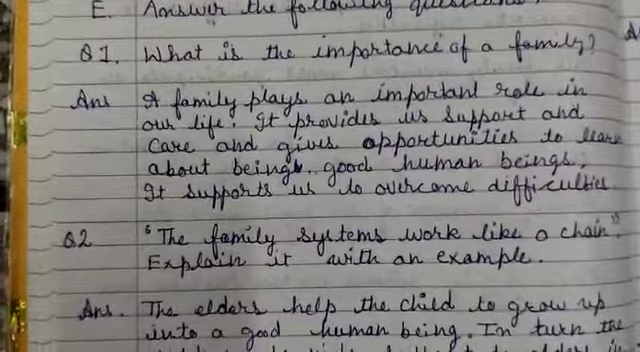 E. Answer the following questions.
Q1. What is the importance of a family?
Ans A family plays an important role in
our life. It provides us support and
care and gives opportunities to learn
about being good human beings.
It supports us to overcome difficulties.
Q2 "The family systems work like a chain".
Explain it with an example.
Ans. The elders help the child to grow up
into a good human being. In turn the